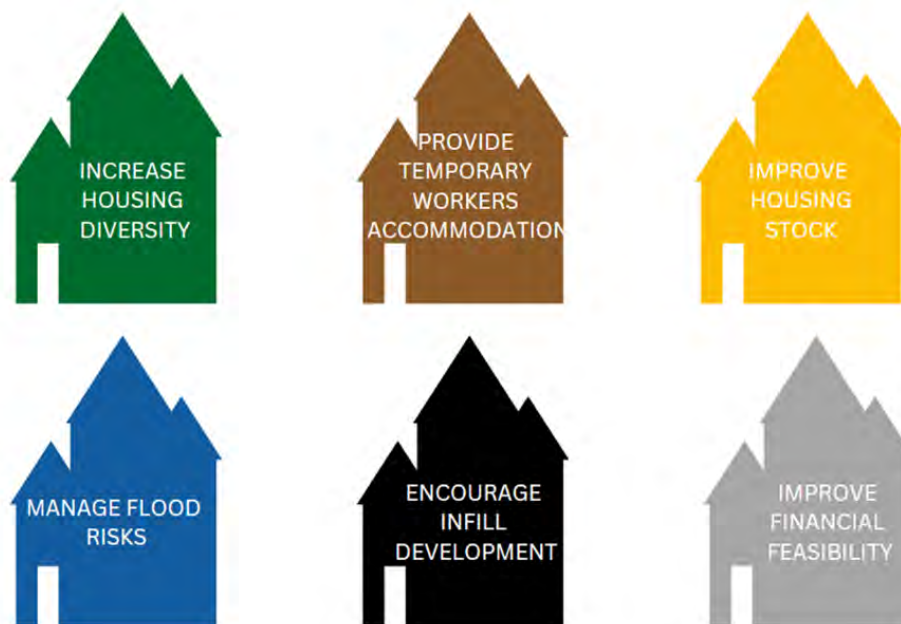 INCREASE
HOUSING
DIVERSITY
PROVIDE
TEMPORARY
WORKERS
ACCOMMODATION
IMPROVE
HOUSING
STOCK
MANAGE FLOOD
RISKS
ENCOURAGE
INFILL
DEVELOPMENT
IMPROVE
FINANCIAL
FEASIBILITY